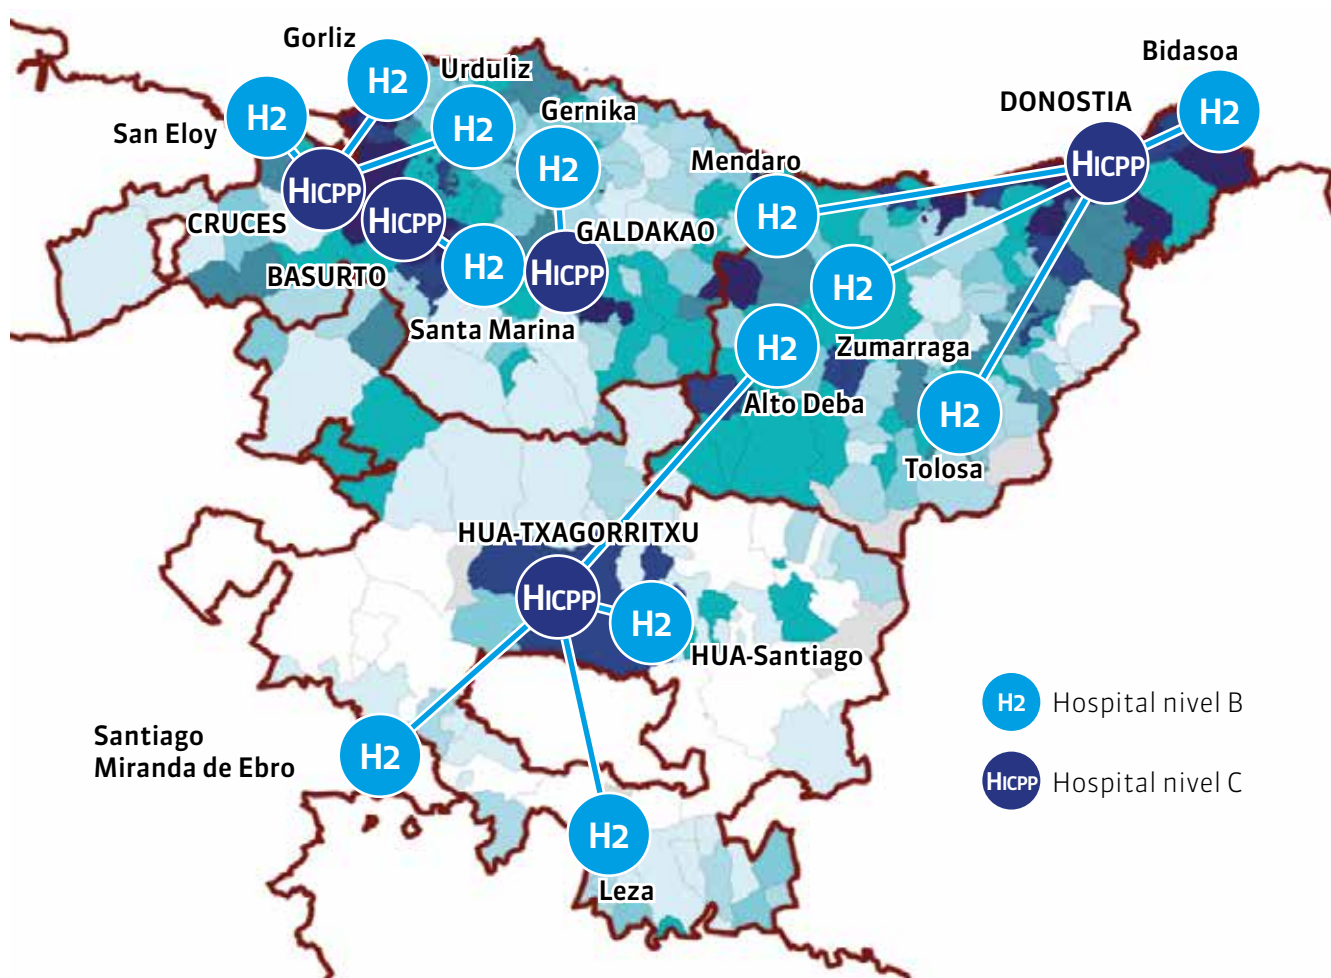 Gorliz
Bidasoa
H2
Urduliz
H2
DONOSTIA
H2
H2
San Eloy
H2
Gernika
HICPP
Mendaro
H2
HICPP
CRUCES
HICPP
H2
GALDAKAO
BASURTO
H2
HICPP
H2
Santa Marina
H2
Zumarraga
Alto Deba
H2
Tolosa
HUA-TXAGORRITXU
HICPP
H2
HUA-Santiago
H2 Hospital nivel B
Santiago
Miranda de Ebro
H2
HICPP Hospital nivel C
H2
Leza